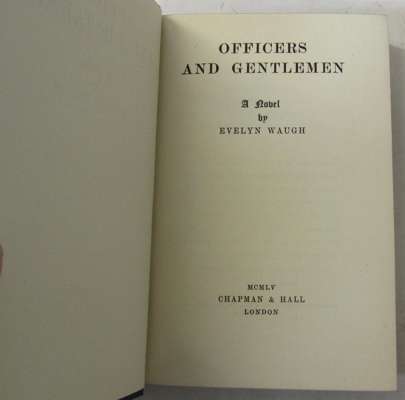 OFFICERS
AND GENTLEMEN
A Novel
by
EVELYN WAUGH
MCMLV
CHAPMAN & HALL
LONDON